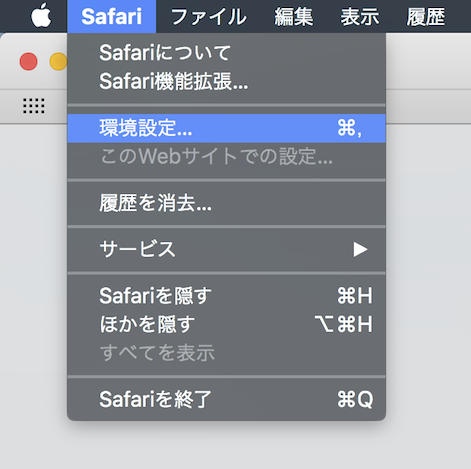 Safari ファイル 編集 表示 履歴
Safariについて
Safari機能拡張...
環境設定... ⌘,
このWebサイトでの設定...
履歴を消去...
サービス ▶
Safariを隠す ⌘H
ほかを隠す ⌥⌘H
すべてを表示
Safariを終了 ⌘Q